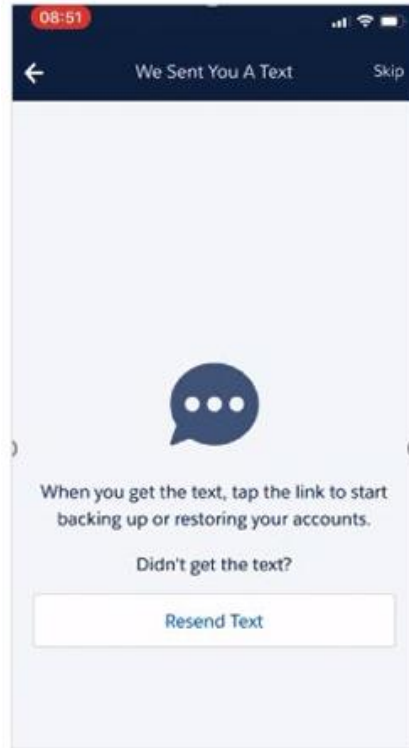 08:51
We Sent You A Text
Skip
When you get the text, tap the link to start
backing up or restoring your accounts.
Didn't get the text?
Resend Text